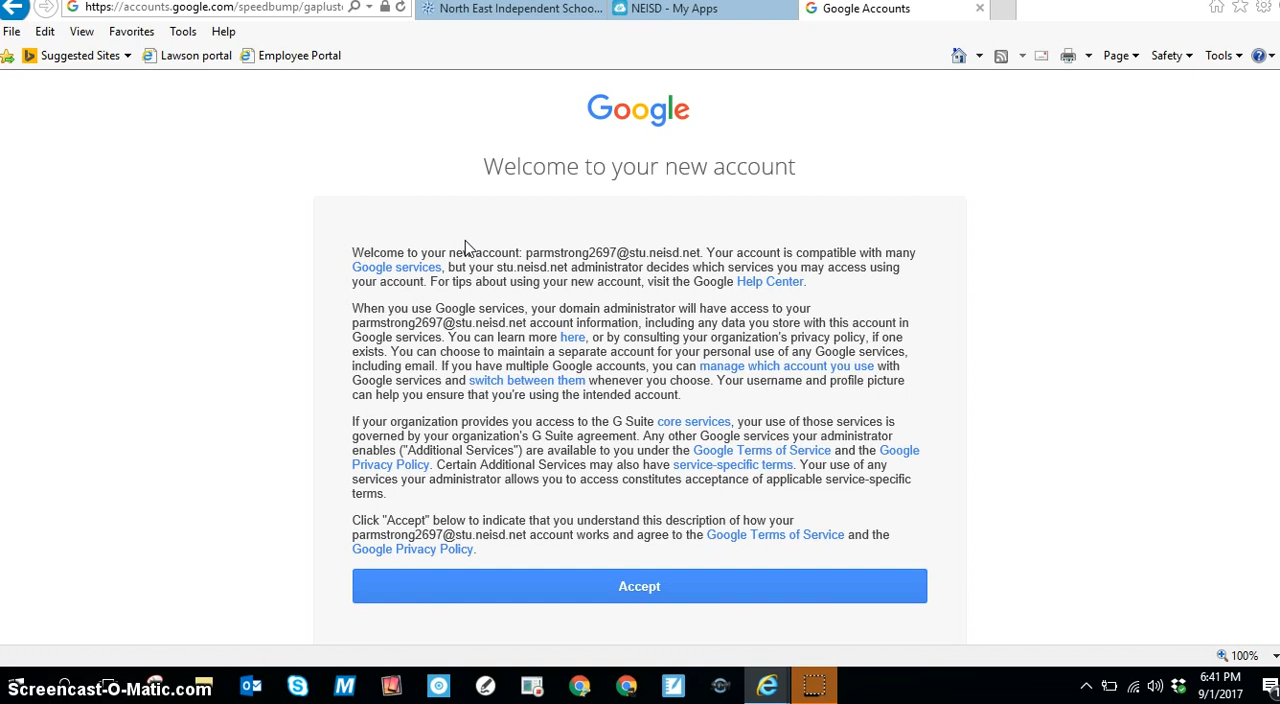 https://accounts.google.com/speedbump/gaplust
North East Independent Schoo...
NEISD - My Apps
Google Accounts
File Edit View Favorites Tools Help
Suggested Sites Lawson portal Employee Portal
Page Safety Tools
Google
Welcome to your new account
Welcome to your new account: parmstrong2697@stu.neisd.net. Your account is compatible with many
Google services, but your stu.neisd.net administrator decides which services you may access using
your account. For tips about using your new account, visit the Google Help Center.
When you use Google services, your domain administrator will have access to your
parmstrong2697@stu.neisd.net account information, including any data you store with this account in
Google services. You can learn more here, or by consulting your organization's privacy policy, if one
exists. You can choose to maintain a separate account for your personal use of any Google services,
including email. If you have multiple Google accounts, you can manage which account you use with
Google services and switch between them whenever you choose. Your username and profile picture
can help you ensure that you're using the intended account.
If your organization provides you access to the G Suite core services, your use of those services is
governed by your organization's G Suite agreement. Any other Google services your administrator
enables ("Additional Services") are available to you under the Google Terms of Service and the Google
Privacy Policy. Certain Additional Services may also have service-specific terms. Your use of any
services your administrator allows you to access constitutes acceptance of applicable service-specific
terms.
Click "Accept" below to indicate that you understand this description of how your
parmstrong2697@stu.neisd.net account works and agree to the Google Terms of Service and the
Google Privacy Policy.
Accept
100%
Screencast-O-Matic.com
6:41 PM
9/1/2017